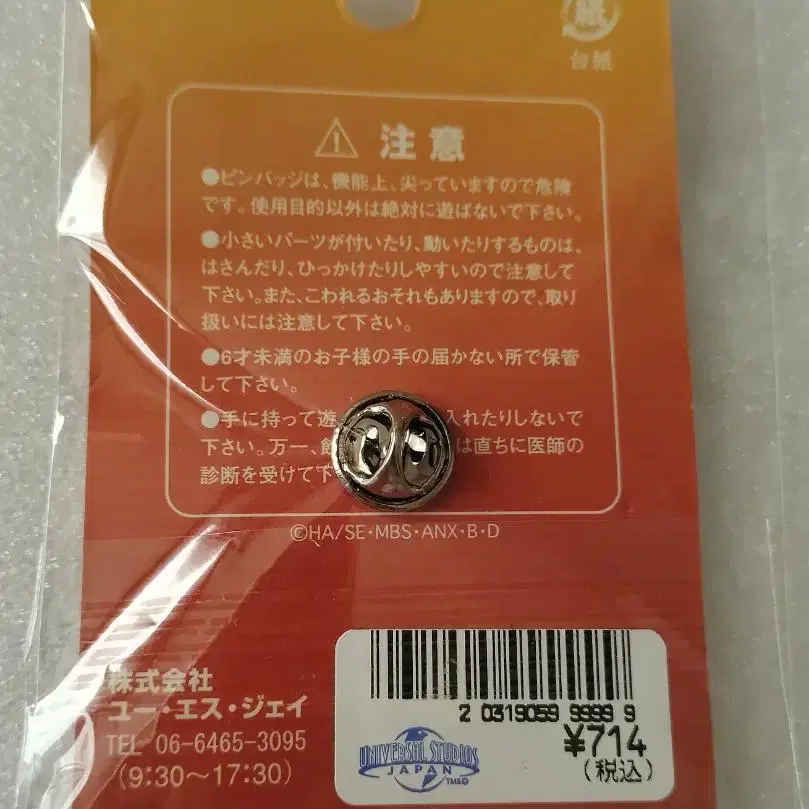 紙
台紙
注意
●ピンバッジは、機能上、尖っていますので危険
です。使用目的以外は絶対に遊ばないで下さい。
●小さいパーツが付いたり、動いたりするものは、
はさんだり、ひっかけたりしやすいので注意して
下さい。また、こわれるおそれもありますので、取り
扱いには注意して下さい。
●6才未満のお子様の手の届かない所で保管
して下さい。
●手に持って遊 入れたりしないで
下さい。万一、 は直ちに医師の
診断を受けて下
©HA/SE・MBS・ANX・B・D
株式会社
ユー・エス・ジェイ
TEL 06-6465-3095
(9:30〜17:30)
2 0319059 9999 9
¥714
(税込)
UNIVERSAL STUDIOS
JAPAN
TM&©